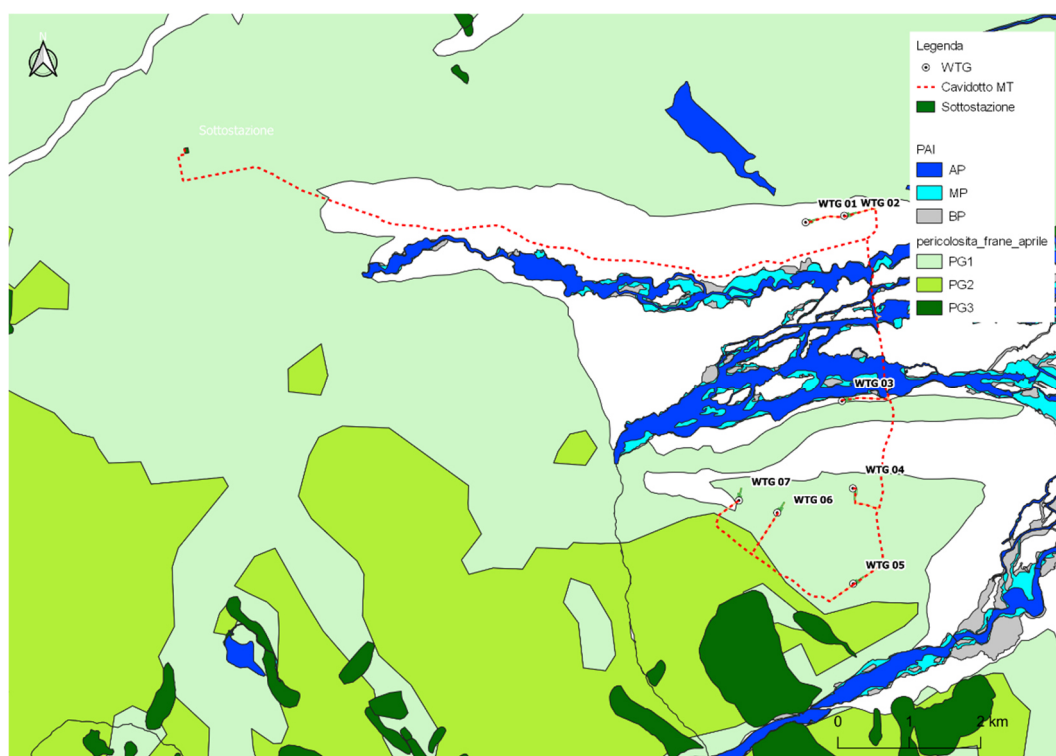 N
Legenda
WTG
Cavidotto MT
Sottostazione
PAI
AP
MP
BP
pericolosita_frane_aprile
PG1
PG2
PG3
Sottostazione
WTG 01 WTG 02
WTG 03
WTG 04
WTG 07
WTG 06
WTG 05
0 1 2 km